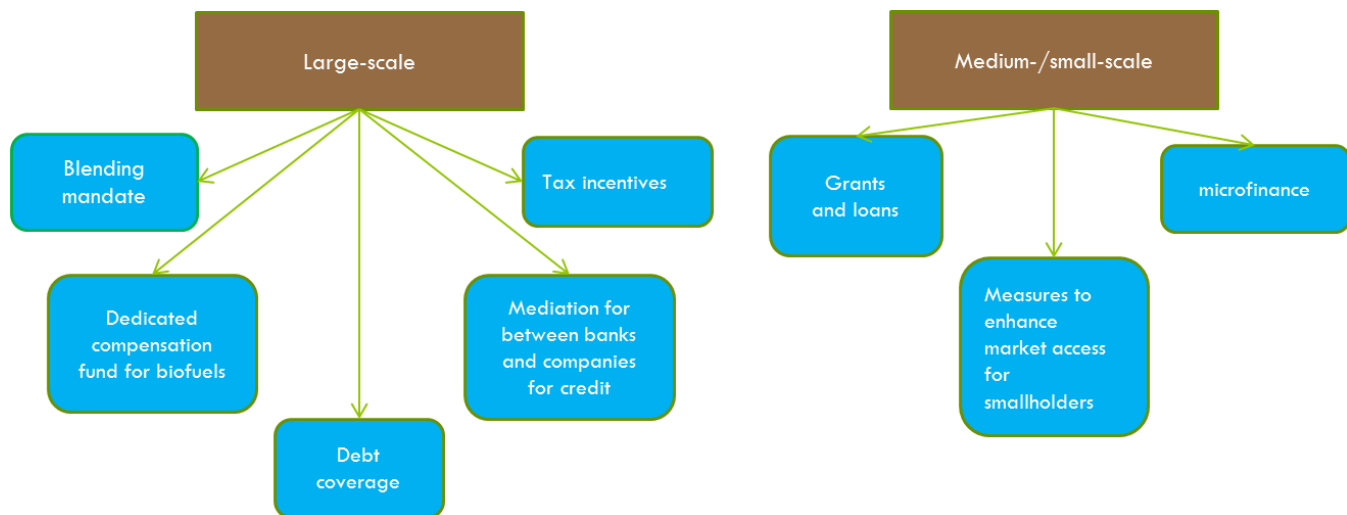 Large-scale
Medium-/small-scale
Blending
mandate
Tax incentives
Grants
and loans
microfinance
Dedicated
compensation
fund for biofuels
Mediation for
between banks
and companies
for credit
Measures to
enhance
market access
for
smallholders
Debt
coverage